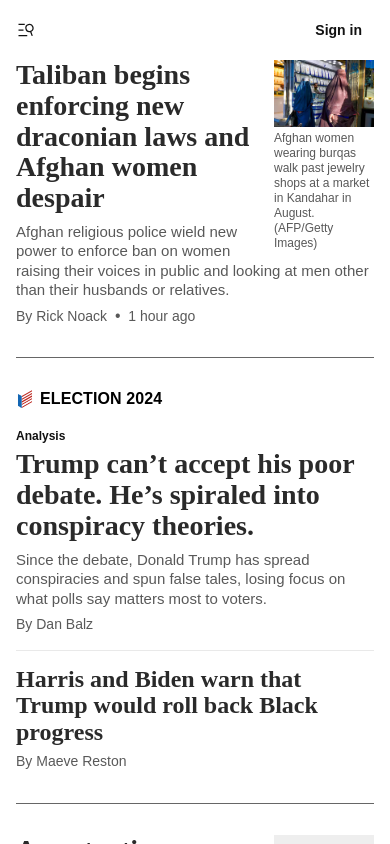 Sign in
Taliban begins
enforcing new
draconian laws and
Afghan women
despair
Afghan women
wearing burqas
walk past jewelry
shops at a market
in Kandahar in
August.
(AFP/Getty
Images)
Afghan religious police wield new
power to enforce ban on women
raising their voices in public and looking at men other
than their husbands or relatives.
By Rick Noack • 1 hour ago
ELECTION 2024
Analysis
Trump can’t accept his poor
debate. He’s spiraled into
conspiracy theories.
Since the debate, Donald Trump has spread
conspiracies and spun false tales, losing focus on
what polls say matters most to voters.
By Dan Balz
Harris and Biden warn that
Trump would roll back Black
progress
By Maeve Reston